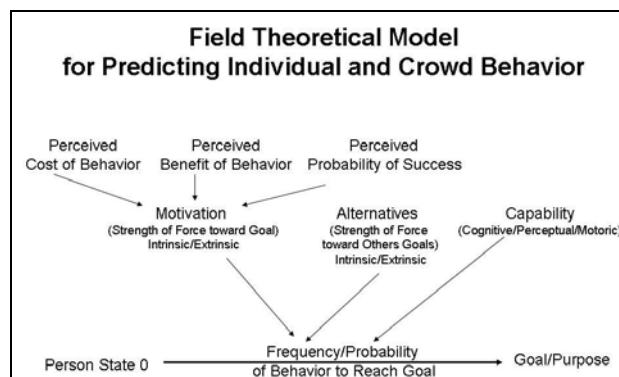 Field Theoretical Model
for Predicting Individual and Crowd Behavior
Perceived
Cost of Behavior
Perceived
Benefit of Behavior
Perceived
Probability of Success
Motivation
(Strength of Force toward Goal)
Intrinsic/Extrinsic
Alternatives
(Strength of Force
toward Others Goals)
Intrinsic/Extrinsic
Capability
(Cognitive/Perceptual/Motoric)
Person State 0
Frequency/Probability
of Behavior to Reach Goal
Goal/Purpose